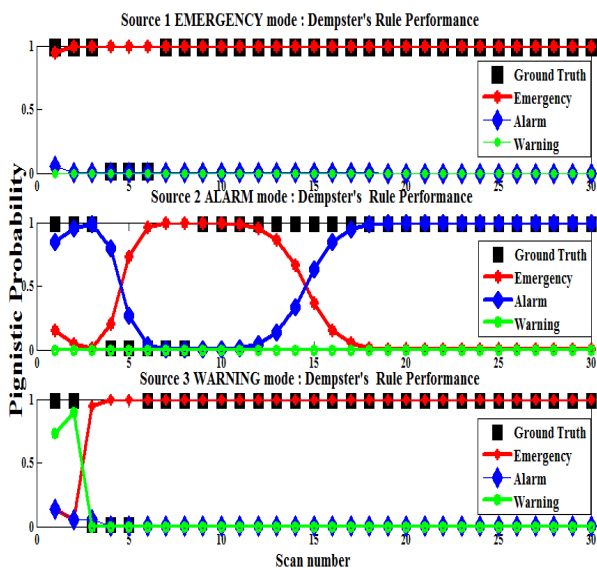 Source 1 EMERGENCY mode : Dempster's Rule Performance
1
0.5
0
Ground Truth
Emergency
Alarm
Warning
0 5 10 15 20 25 30
Source 2 ALARM mode : Dempster's Rule Performance
1
0.5
0
Ground Truth
Emergency
Alarm
Warning
0 5 10 15 20 25 30
Source 3 WARNING mode : Dempster's Rule Performance
1
0.5
0
Ground Truth
Emergency
Alarm
Warning
0 5 10 15 20 25 30
Scan number
Pignistic Probability